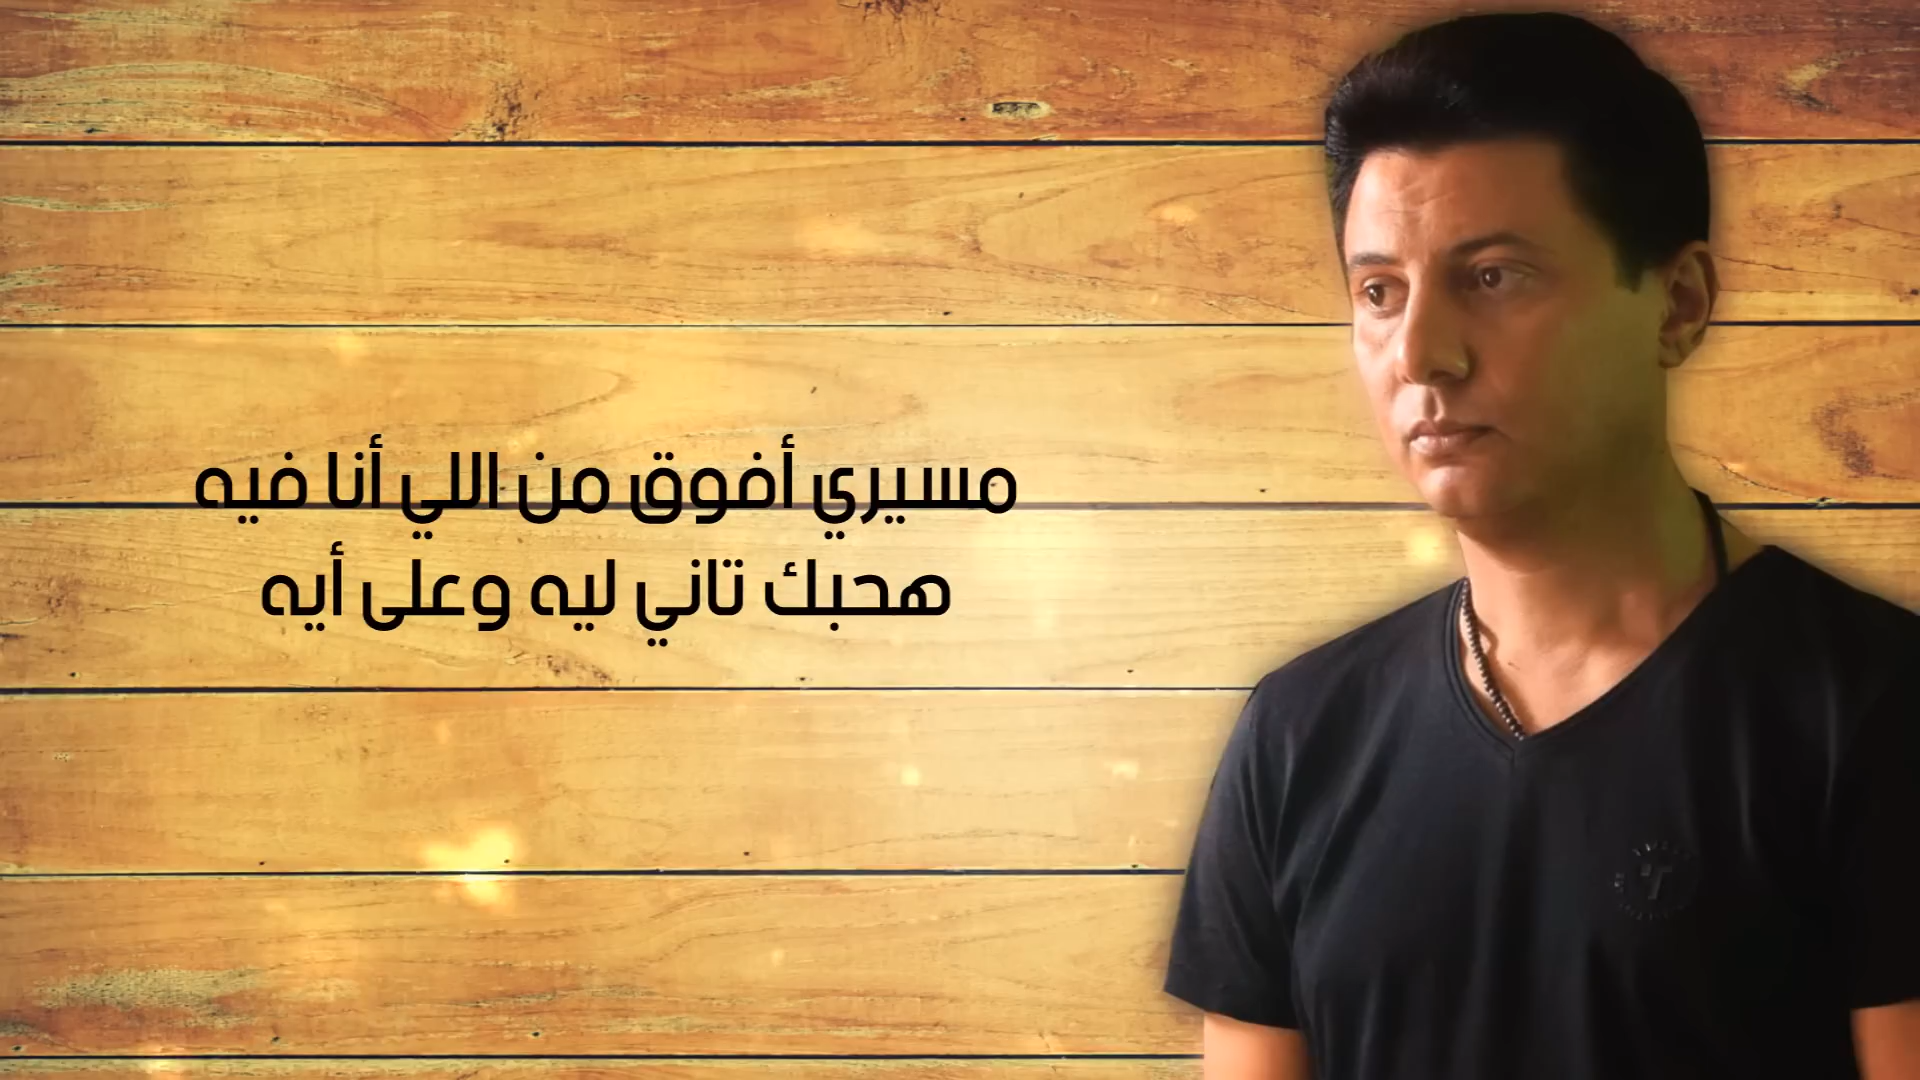 مسيري أفوق من اللي أنا فيه
هحبك تاني ليه وعلى أيه